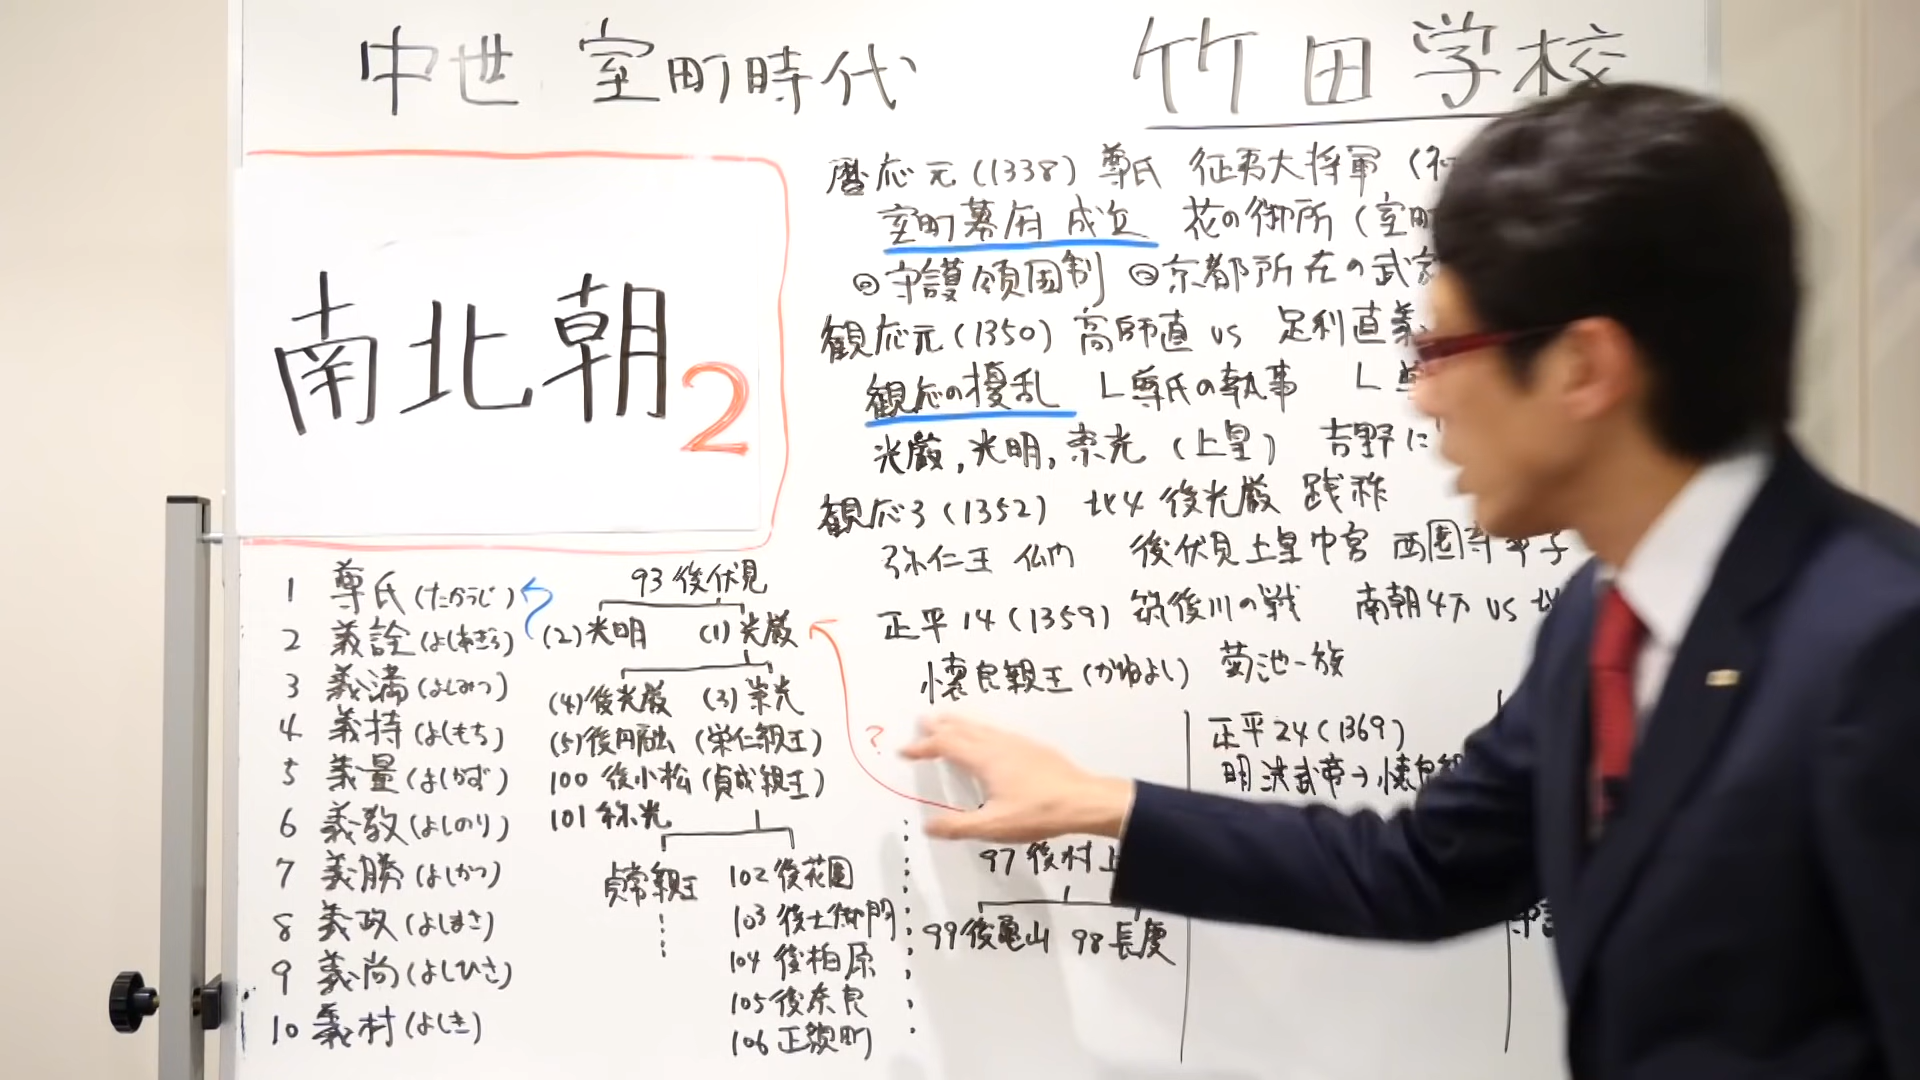 中世 室町時代
竹田学校
南北朝2
暦応元(1338) 尊氏 征夷大将軍
室町幕府 成立 花の御所(室町
◎守護領国制 ◎京都所在の武家
観応元(1350) 高師直 vs 足利直義
観応の擾乱 L尊氏の執事 L
光厳,光明,崇光(上皇) 吉野に
観応3(1352) 北4 後光厳 践祚
弥仁王 仏門 後伏見上皇中宮 西園寺寧子
正平14(1359) 筑後川の戦 南朝4万 vs 北
懐良親王(かねよし) 菊池一族
正平24(1369)
明 洪武帝→懐良親
1 尊氏(たかうじ)
2 義詮(よしあきら)
3 義満(よしみつ)
4 義持(よしもち)
5 義量(よしかず)
6 義教(よしのり)
7 義勝(よしかつ)
8 義政(よしまさ)
9 義尚(よしひさ)
10 義材(よしき)
93 後伏見
(2)光明 (1)光厳
(4)後光厳 (3)崇光
(5)後円融 (栄仁親王)
100 後小松 (貞成親王)
101 称光
貞常親王 102 後花園
103 後土御門
104 後柏原
105 後奈良
106 正親町
?
97 後村上
99 後亀山 98 長慶